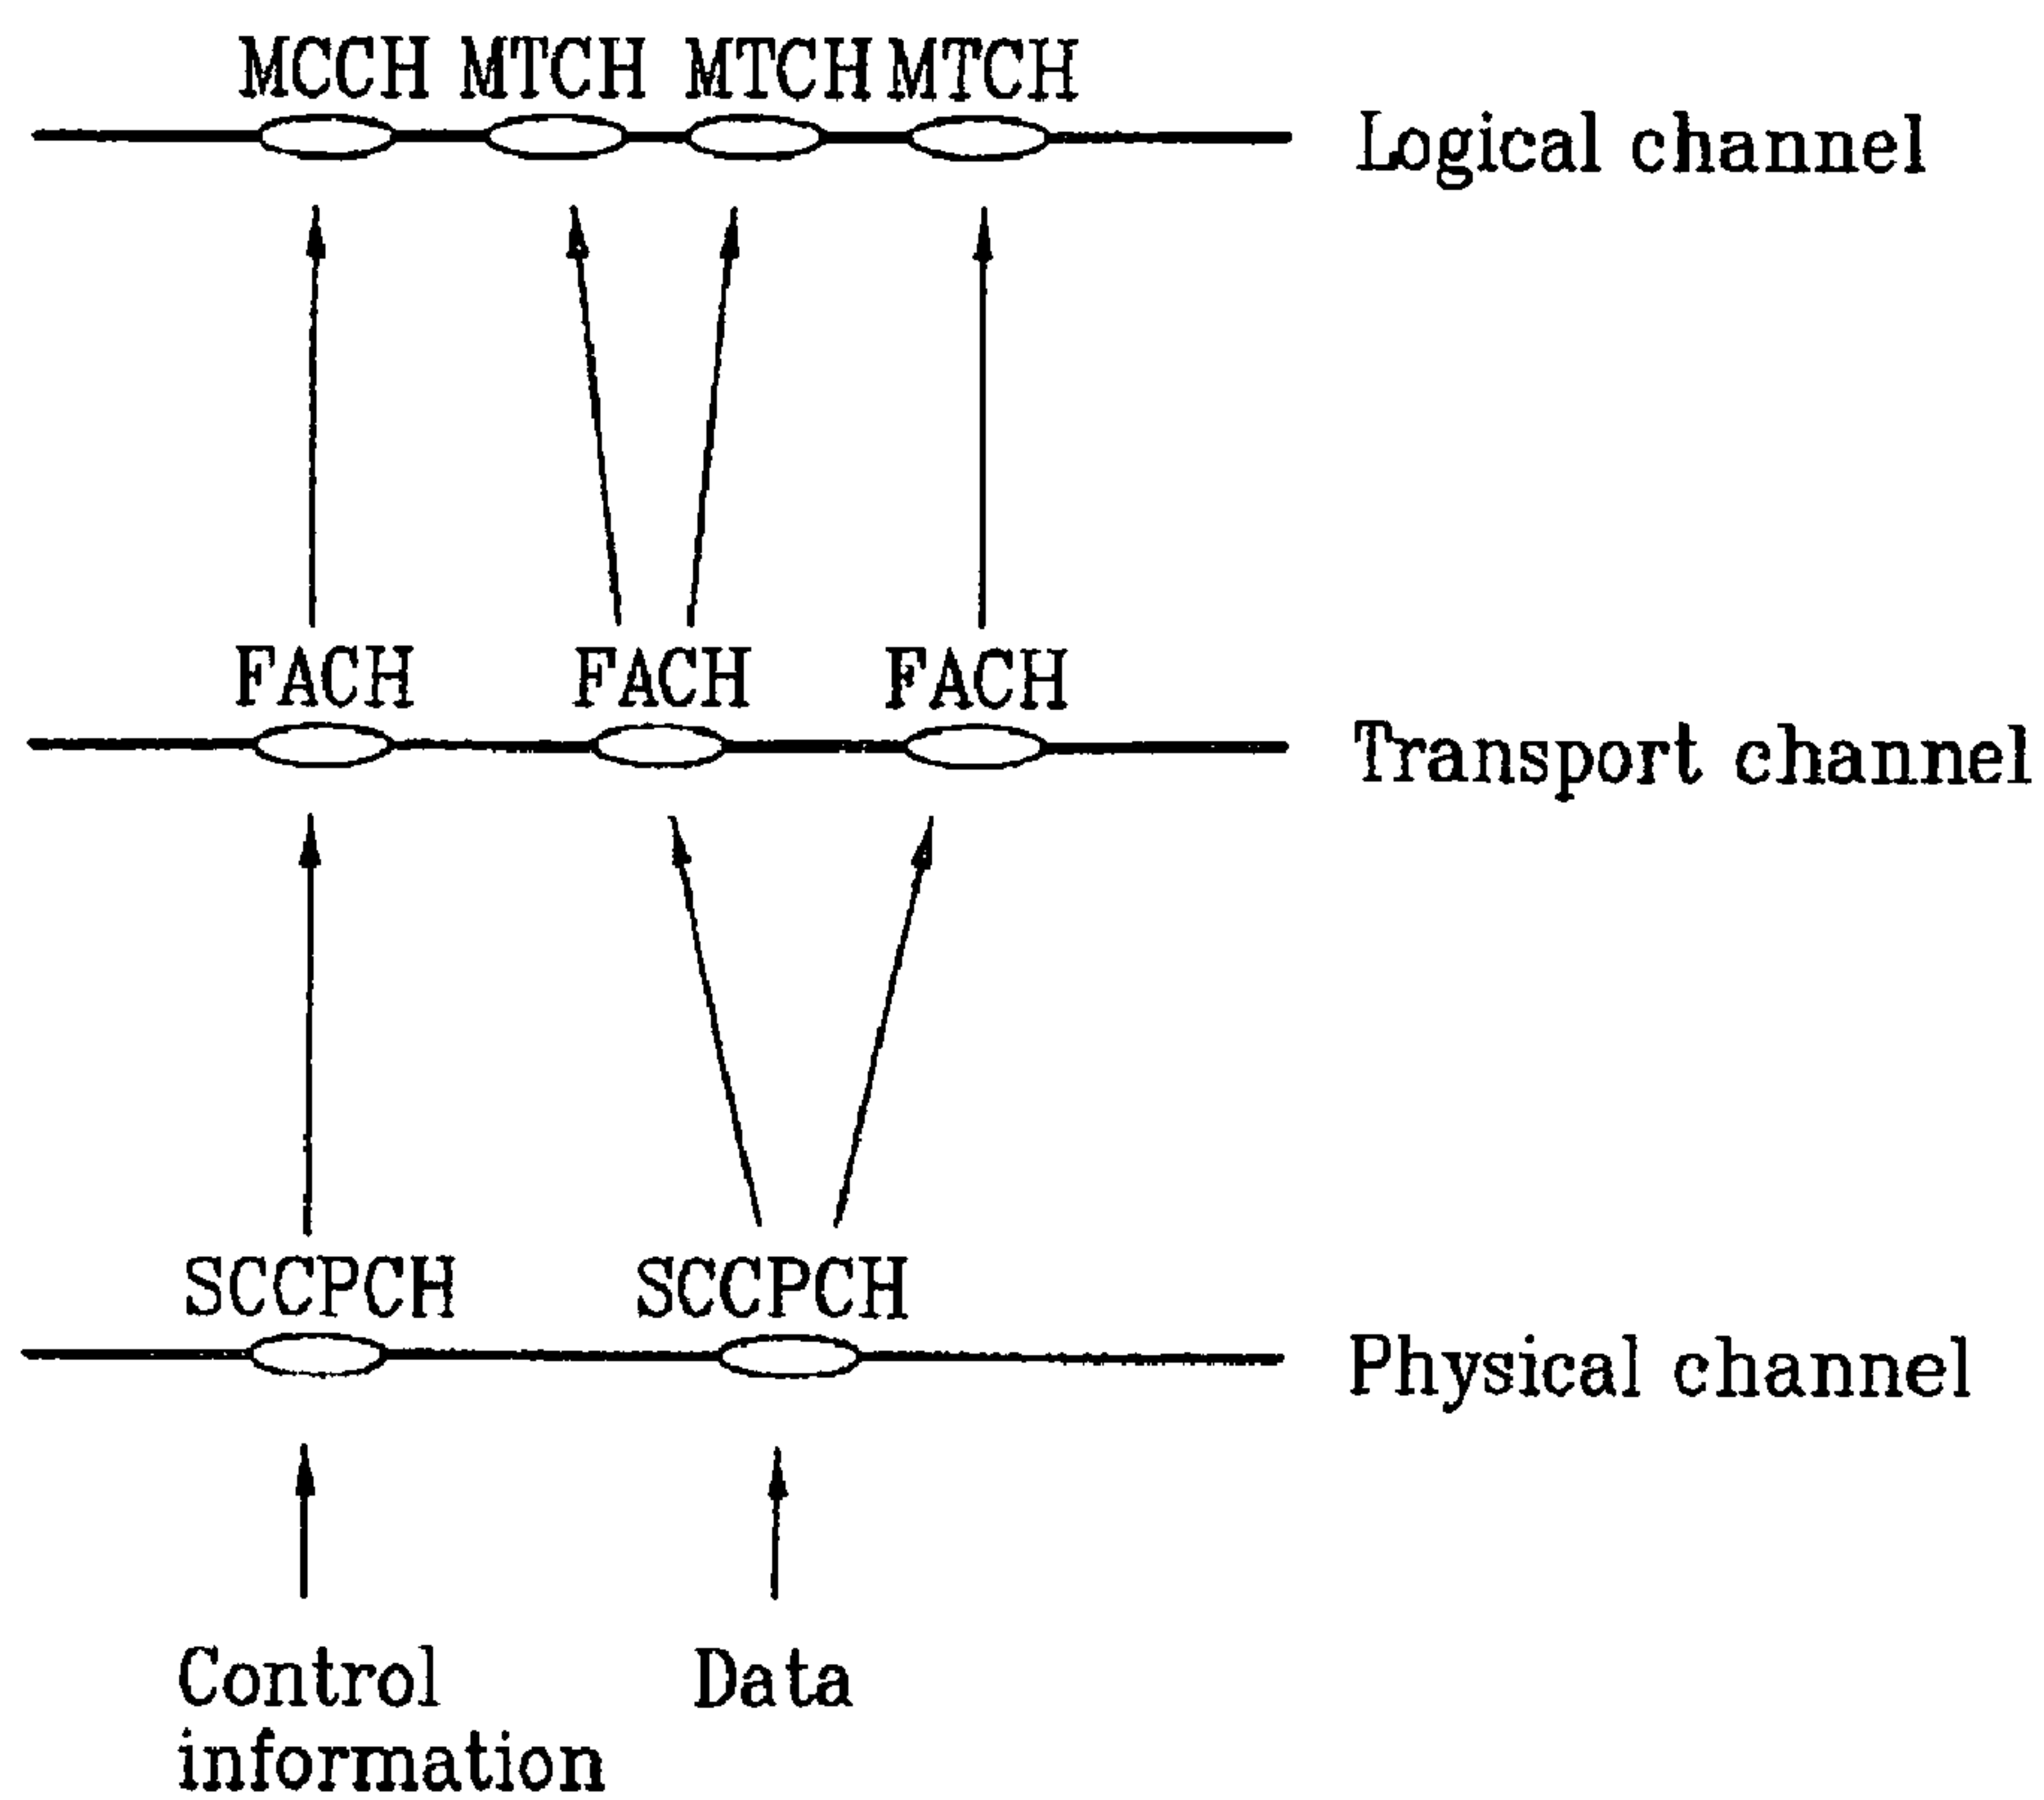 MCCH MTCH MTCH MTCH
Logical channel
FACH FACH FACH
Transport channel
SCCPCH SCCPCH
Physical channel
Control
information
Data